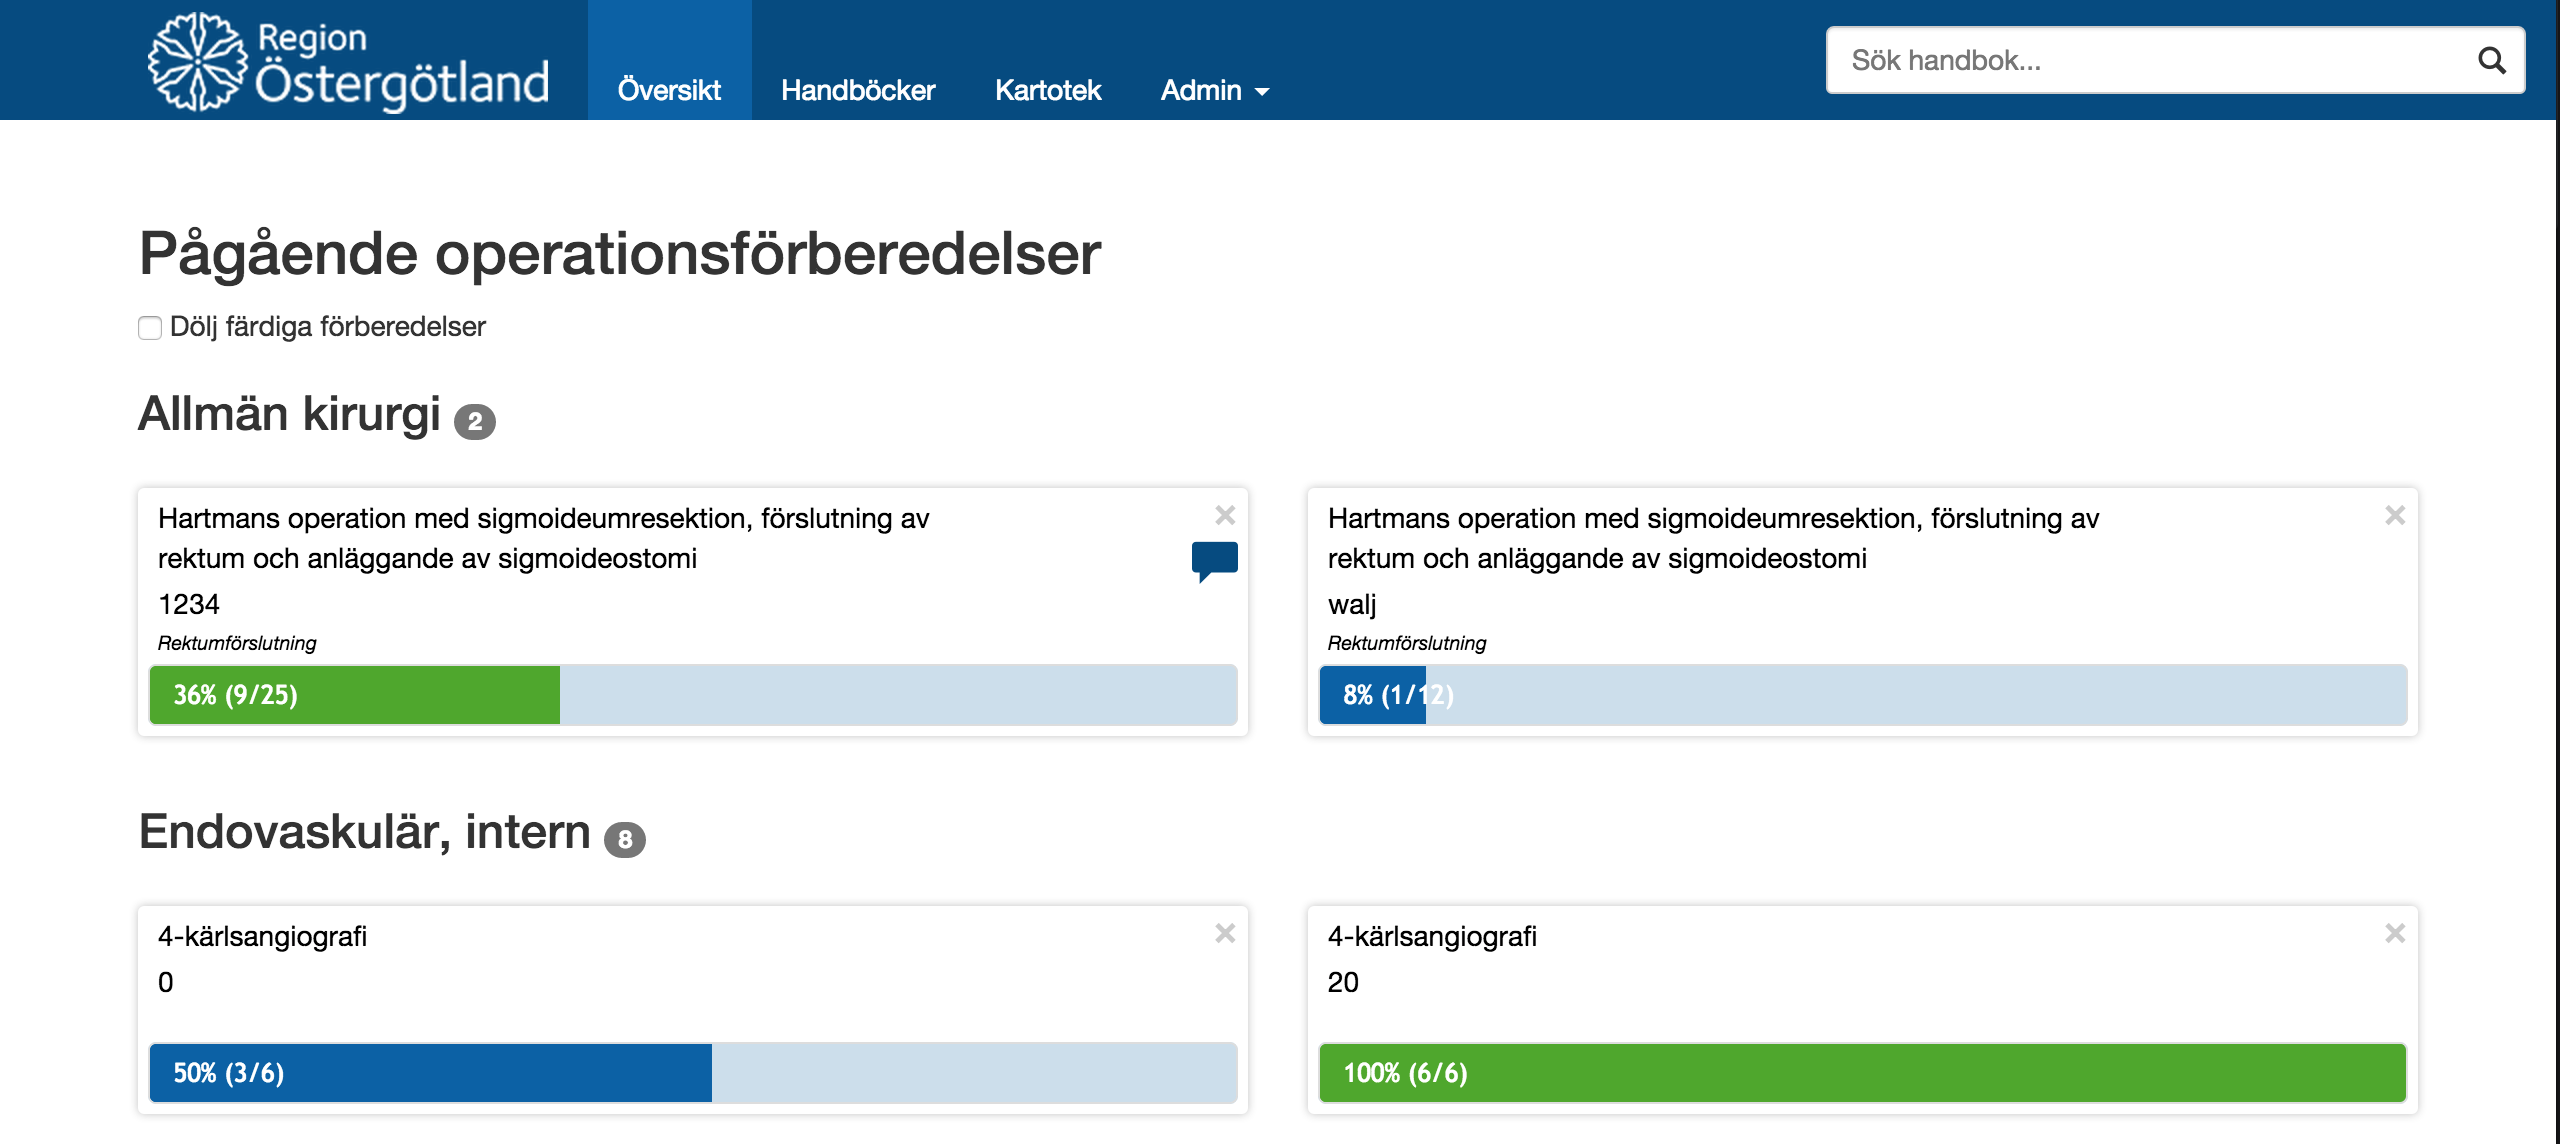 Region
Östergötland
Översikt Handböcker Kartotek Admin
Sök handbok...
Pågående operationsförberedelser
Dölj färdiga förberedelser
Allmän kirurgi 2
Hartmans operation med sigmoideumresektion, förslutning av
rektum och anläggande av sigmoideostomi
1234
Rektumförslutning
36% (9/25)
Hartmans operation med sigmoideumresektion, förslutning av
rektum och anläggande av sigmoideostomi
walj
Rektumförslutning
8% (1/12)
Endovaskulär, intern 8
4-kärlsangiografi
0
50% (3/6)
4-kärlsangiografi
20
100% (6/6)